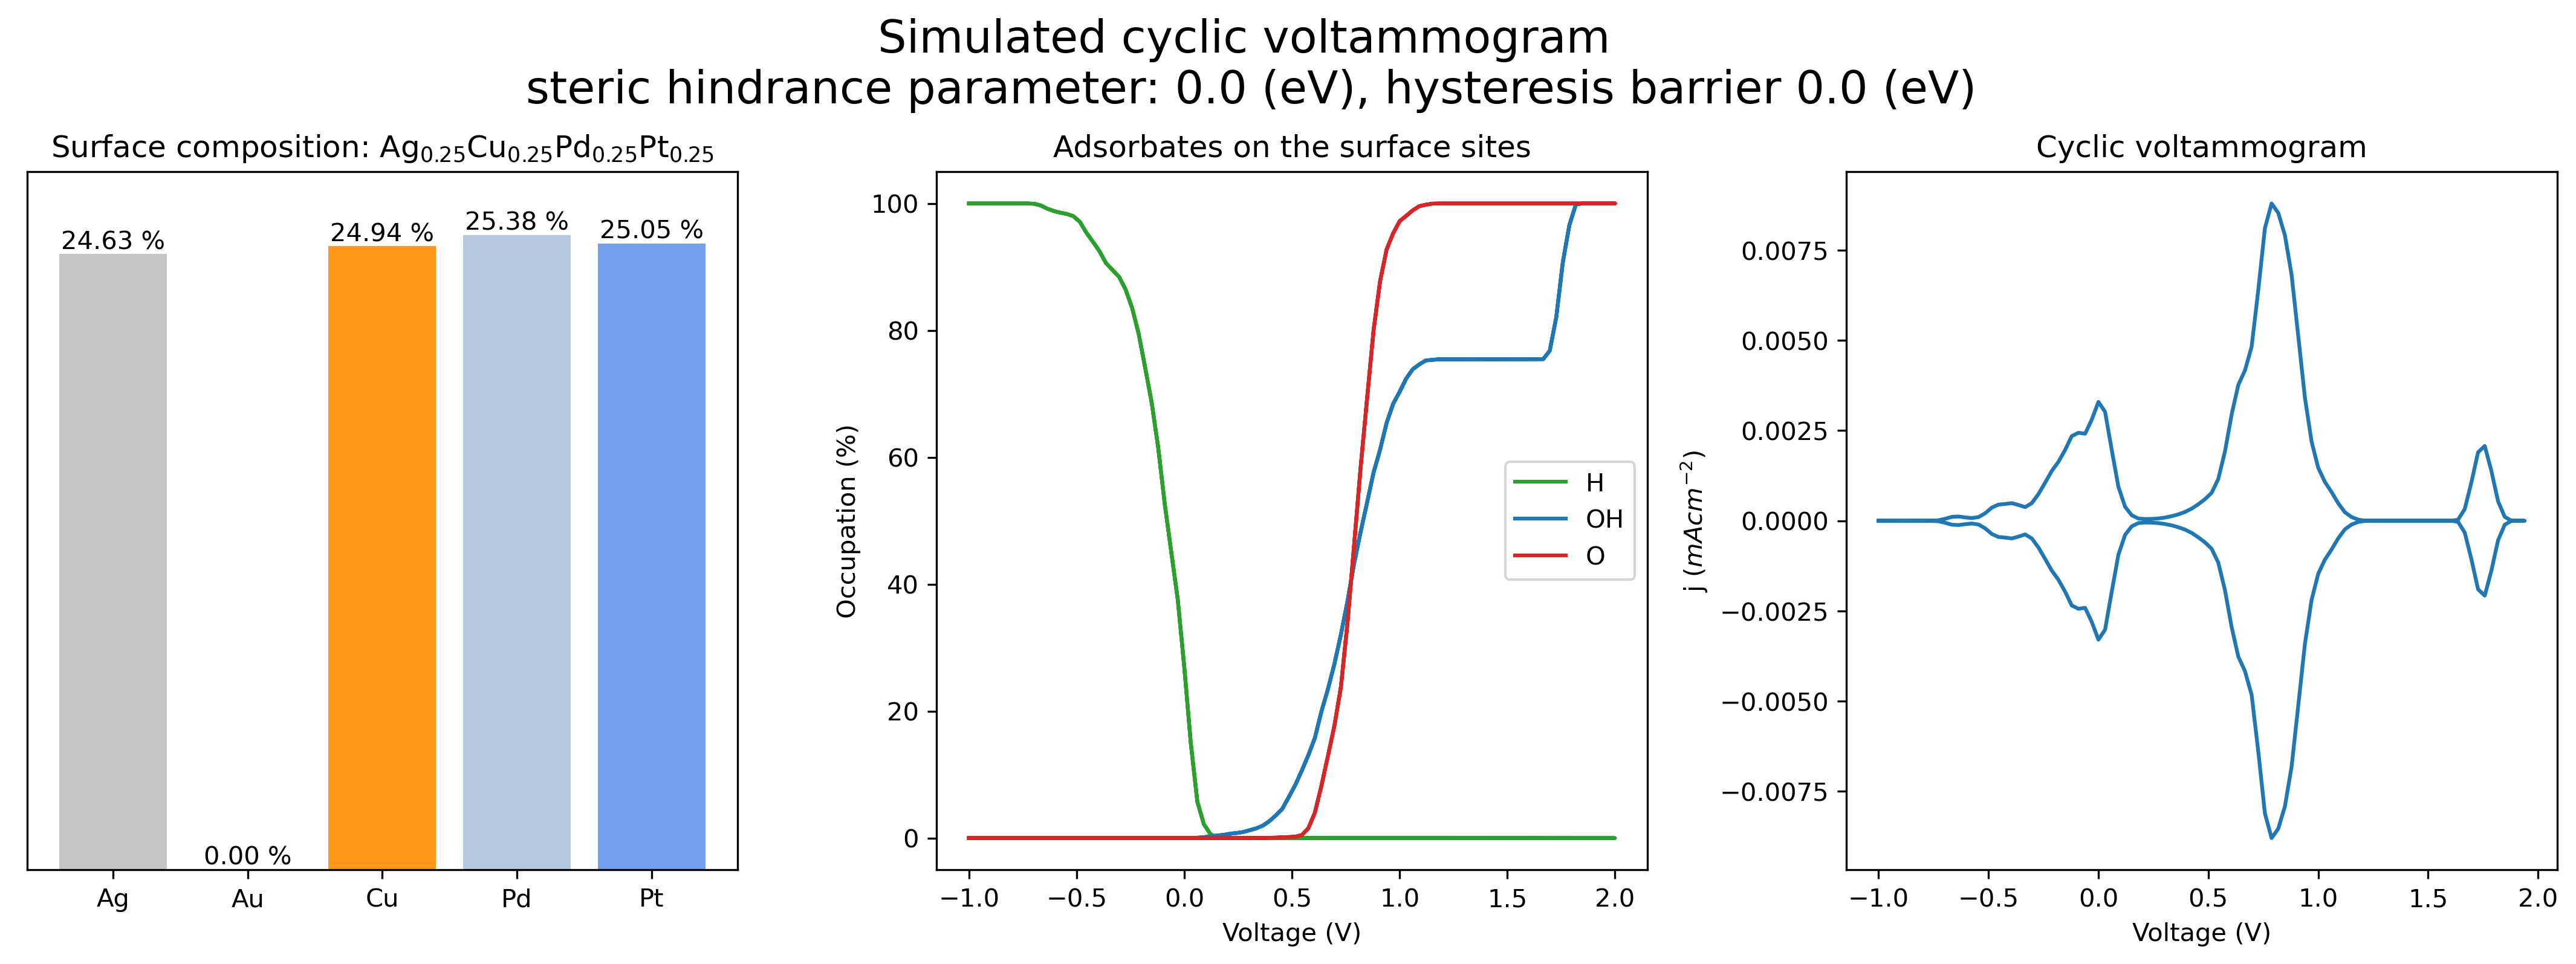 Simulated cyclic voltammogram
steric hindrance parameter: 0.0 (eV), hysteresis barrier 0.0 (eV)
Surface composition: Ag₀.₂₅Cu₀.₂₅Pd₀.₂₅Pt₀.₂₅
24.63 %
0.00 %
24.94 %
25.38 %
25.05 %
Ag
Au
Cu
Pd
Pt
Adsorbates on the surface sites
Occupation (%)
100
80
60
40
20
0
H
OH
O
−1.0
−0.5
0.0
0.5
1.0
1.5
2.0
Voltage (V)
Cyclic voltammogram
j (mAcm⁻²)
0.0075
0.0050
0.0025
0.0000
−0.0025
−0.0050
−0.0075
−1.0
−0.5
0.0
0.5
1.0
1.5
2.0
Voltage (V)